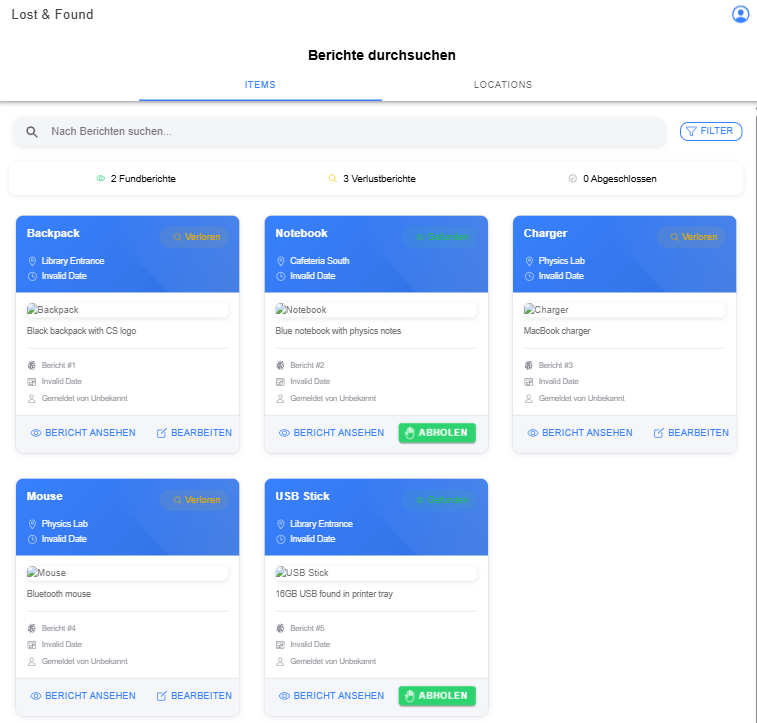 Lost & Found
Berichte durchsuchen
ITEMS
LOCATIONS
Nach Berichten suchen...
FILTER
2 Fundberichte
3 Verlustberichte
0 Abgeschlossen
Backpack
Verloren
Library Entrance
Invalid Date
Backpack
Black backpack with CS logo
Bericht #1
Invalid Date
Gemeldet von Unbekannt
BERICHT ANSEHEN
BEARBEITEN
Notebook
Gefunden
Cafeteria South
Invalid Date
Notebook
Blue notebook with physics notes
Bericht #2
Invalid Date
Gemeldet von Unbekannt
BERICHT ANSEHEN
ABHOLEN
Charger
Verloren
Physics Lab
Invalid Date
Charger
MacBook charger
Bericht #3
Invalid Date
Gemeldet von Unbekannt
BERICHT ANSEHEN
BEARBEITEN
Mouse
Verloren
Physics Lab
Invalid Date
Mouse
Bluetooth mouse
Bericht #4
Invalid Date
Gemeldet von Unbekannt
BERICHT ANSEHEN
BEARBEITEN
USB Stick
Gefunden
Library Entrance
Invalid Date
USB Stick
16GB USB found in printer tray
Bericht #5
Invalid Date
Gemeldet von Unbekannt
BERICHT ANSEHEN
ABHOLEN